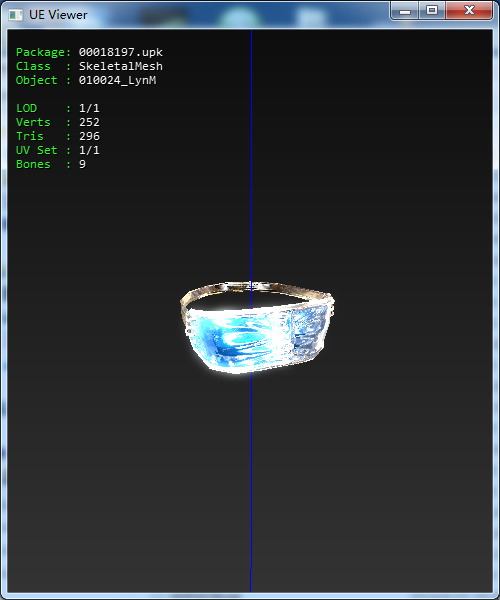 UE Viewer
Package: 00018197.upk
Class : SkeletalMesh
Object : 010024_LynM
LOD : 1/1
Verts : 252
Tris : 296
UV Set : 1/1
Bones : 9